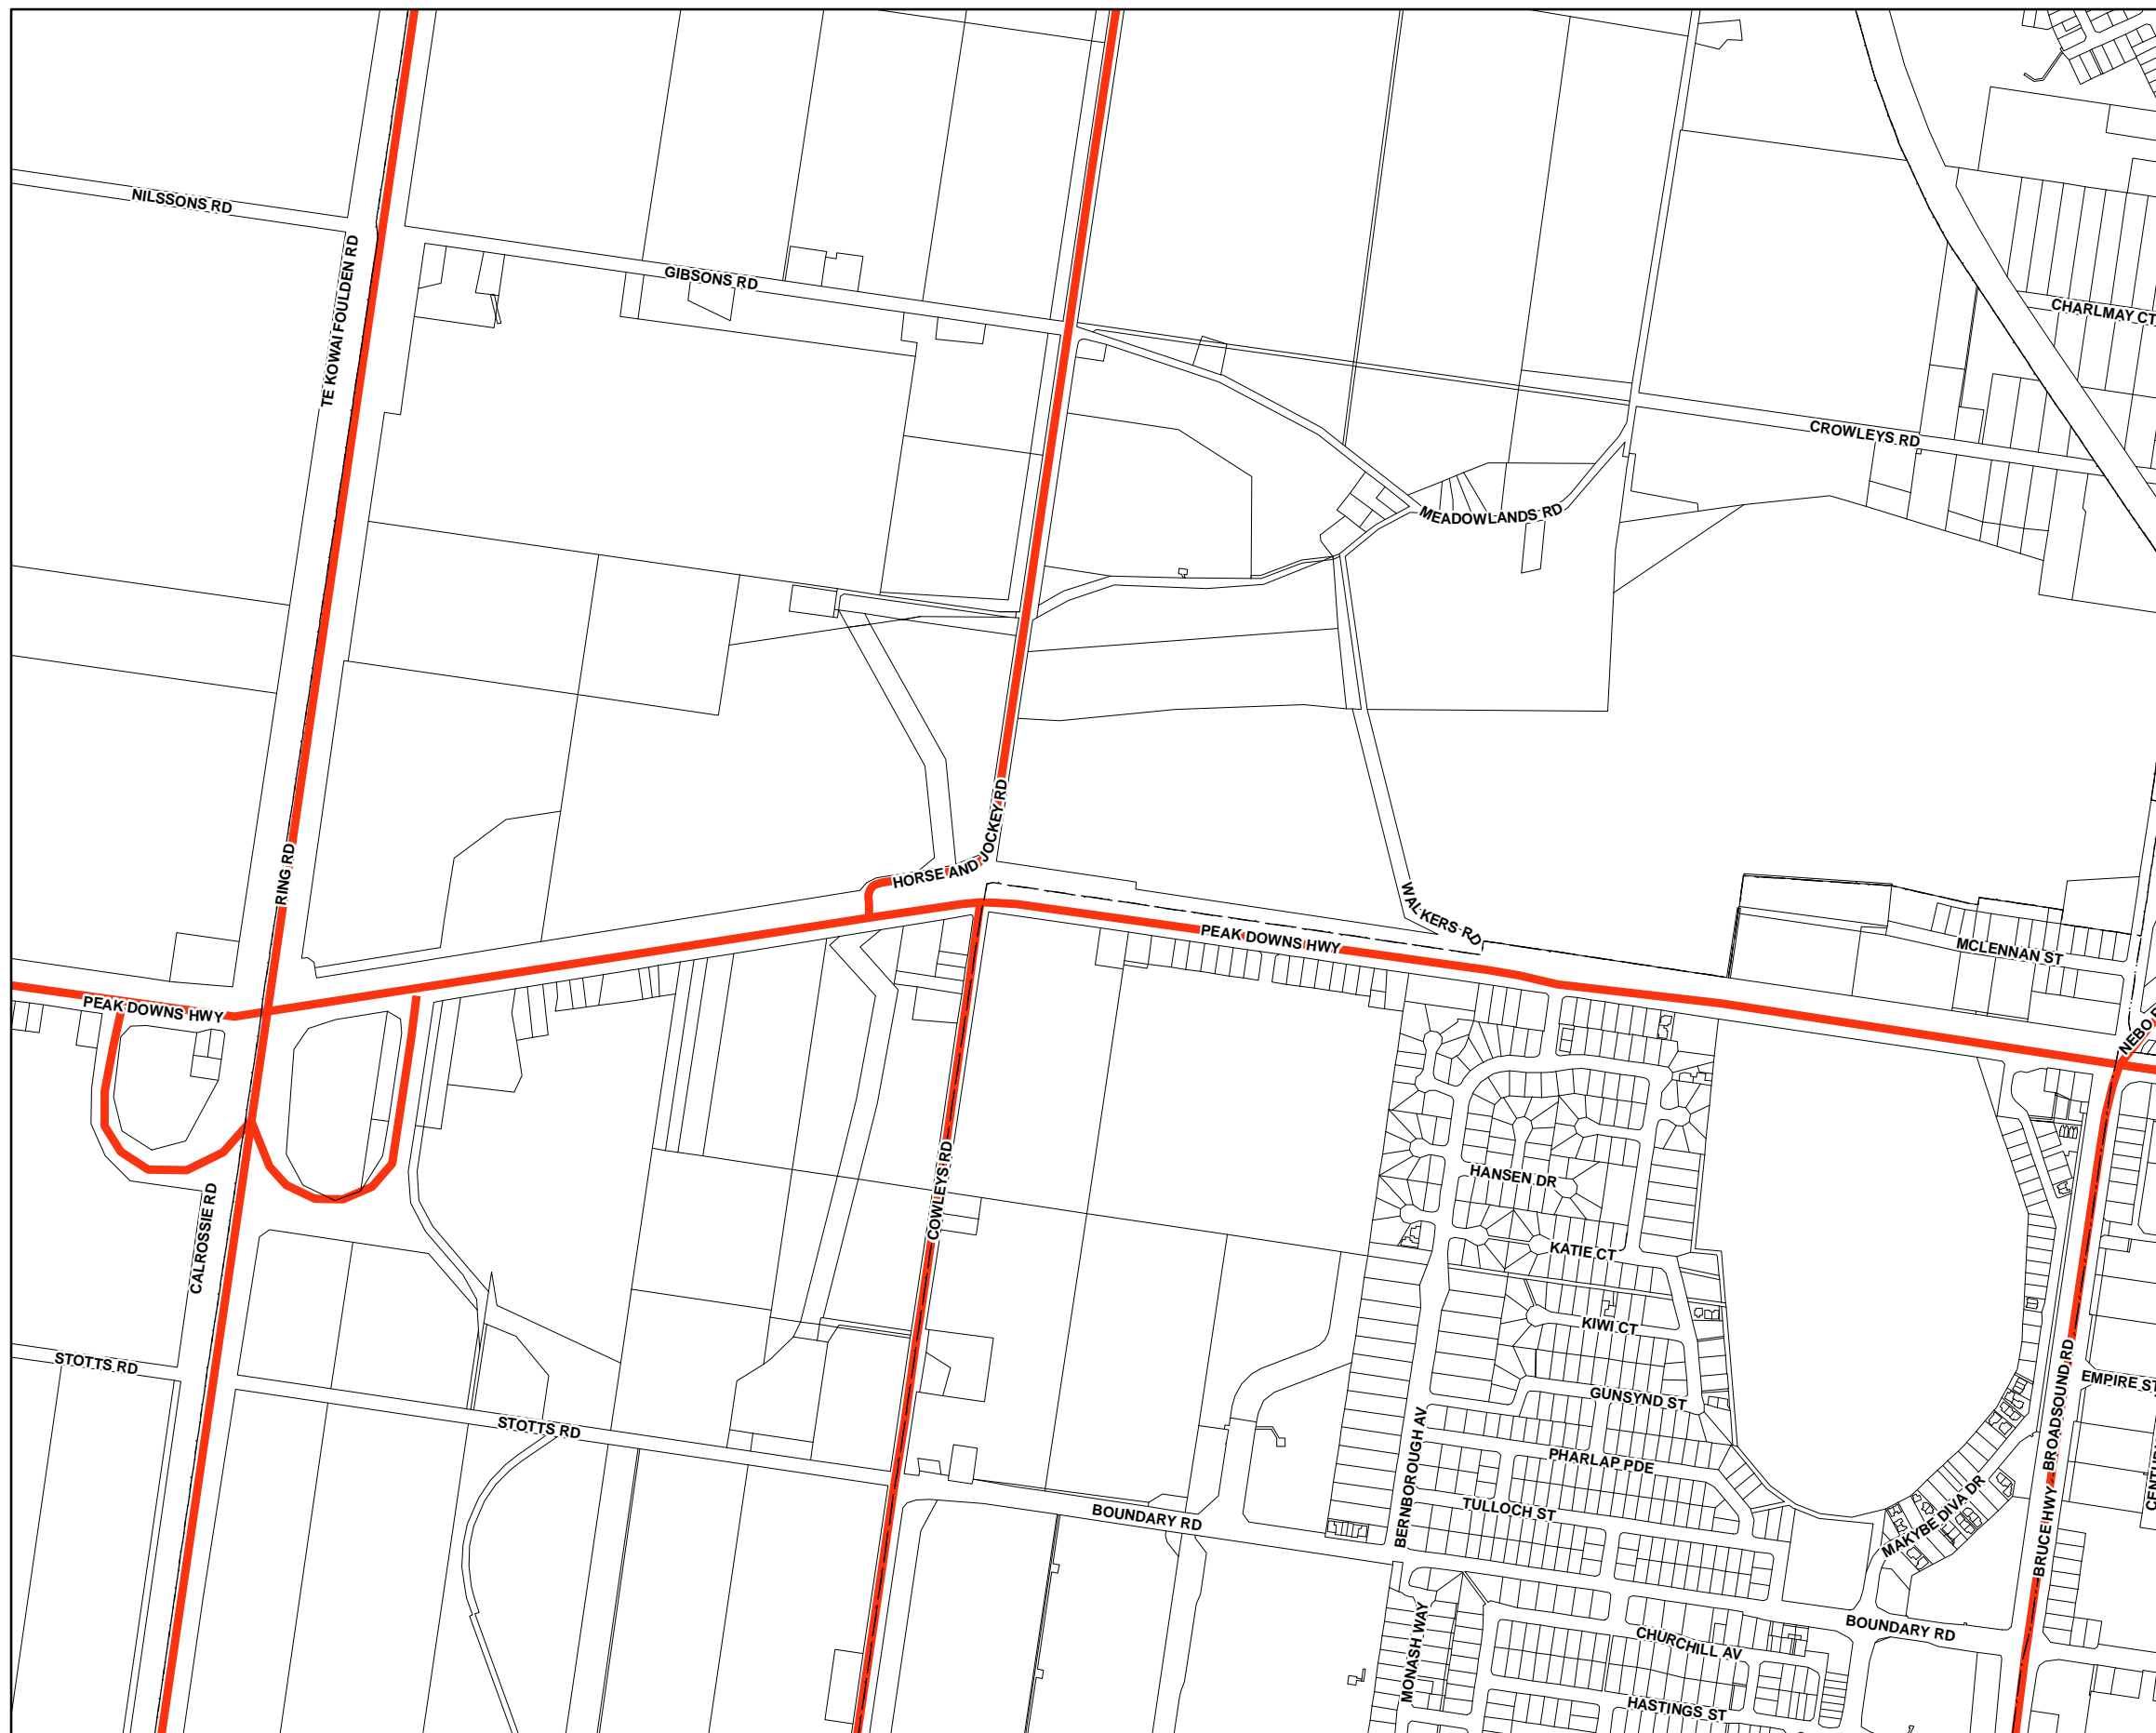 NILSSONS RD
TE KOWAI FOULDEN RD
GIBSONS RD
CHARLMAY CT
CROWLEYS RD
MEADOWLANDS RD
HORSE AND JOCKEY RD
RING RD
WALKERS RD
PEAK DOWNS HWY
MCLENNAN ST
PEAK DOWNS HWY
NEBO
COWLEYS RD
CALROSSIE RD
HANSEN DR
KATIE CT
KIWI CT
STOTTS RD
GUNSYND ST
EMPIRE ST
STOTTS RD
BERNBOROUGH AV
PHARLAP PDE
BROADSOUND RD
TULLOCH ST
BOUNDARY RD
MAKYBE DIVA DR
BRUCE HWY
MONASH WAY
BOUNDARY RD
CHURCHILL AV
HASTINGS ST